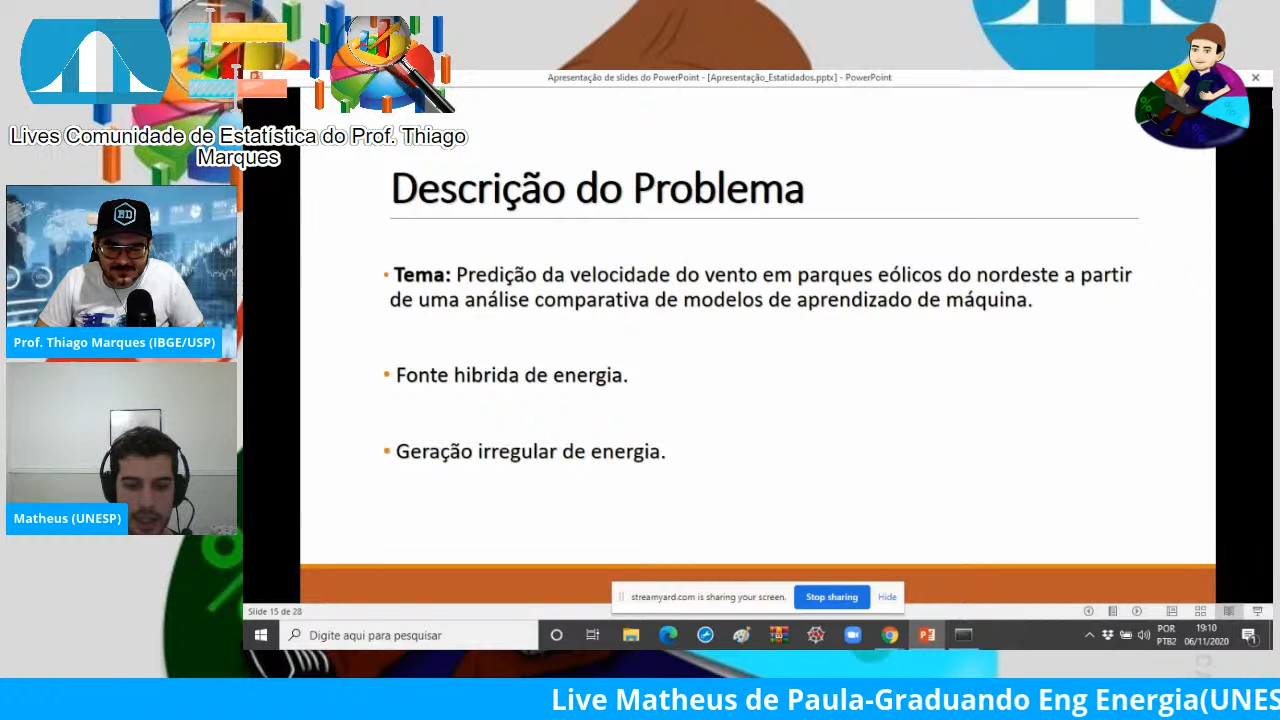 Apresentação de slides do PowerPoint - [Apresentação_Estatidados.pptx] - PowerPoint
Lives Comunidade de Estatística do Prof. Thiago
Marques
Descrição do Problema
• Tema: Predição da velocidade do vento em parques eólicos do nordeste a partir
de uma análise comparativa de modelos de aprendizado de máquina.
• Fonte hibrida de energia.
• Geração irregular de energia.
ED
Prof. Thiago Marques (IBGE/USP)
Matheus (UNESP)
streamyard.com is sharing your screen.
Stop sharing
Hide
Slide 15 de 28
Digite aqui para pesquisar
POR
PTB2
19:10
06/11/2020
Live Matheus de Paula-Graduando Eng Energia(UNES